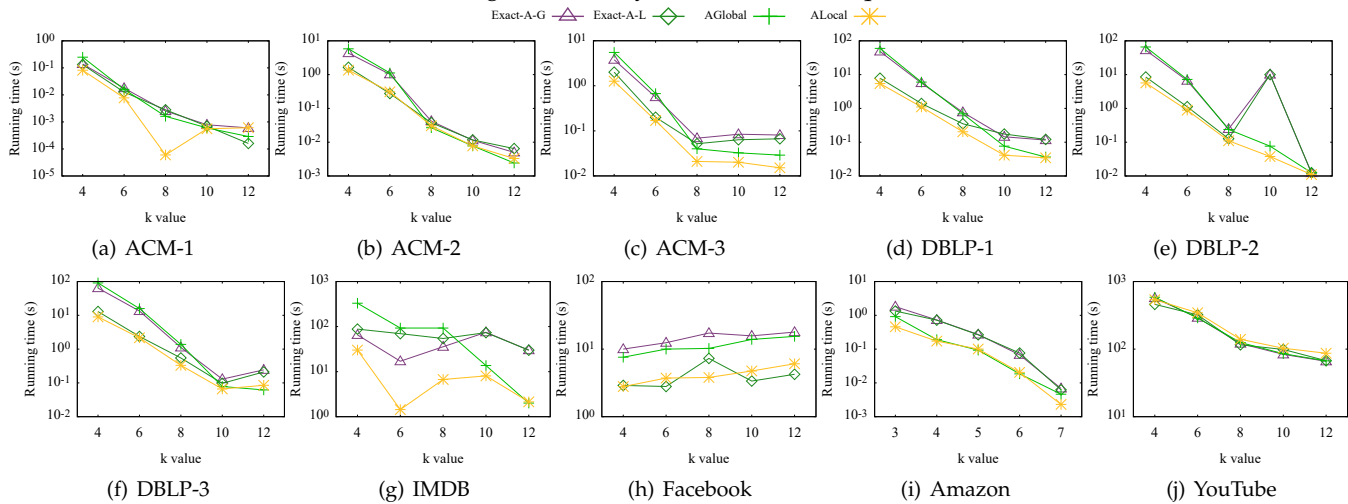 Exact-A-G Exact-A-L AGlobal ALocal
Running time (s)
10^0
10^-1
10^-2
10^-3
10^-4
10^-5
4 6 8 10 12
k value
(a) ACM-1
Running time (s)
10^1
10^0
10^-1
10^-2
10^-3
4 6 8 10 12
k value
(b) ACM-2
Running time (s)
10^1
10^0
10^-1
10^-2
4 6 8 10 12
k value
(c) ACM-3
Running time (s)
10^2
10^1
10^0
10^-1
10^-2
4 6 8 10 12
k value
(d) DBLP-1
Running time (s)
10^2
10^1
10^0
10^-1
10^-2
4 6 8 10 12
k value
(e) DBLP-2
Running time (s)
10^2
10^1
10^0
10^-1
10^-2
4 6 8 10 12
k value
(f) DBLP-3
Running time (s)
10^3
10^2
10^1
10^0
4 6 8 10 12
k value
(g) IMDB
Running time (s)
10^2
10^1
10^0
4 6 8 10 12
k value
(h) Facebook
Running time (s)
10^1
10^0
10^-1
10^-2
10^-3
3 4 5 6 7
k value
(i) Amazon
Running time (s)
10^3
10^2
10^1
4 6 8 10 12
k value
(j) YouTube